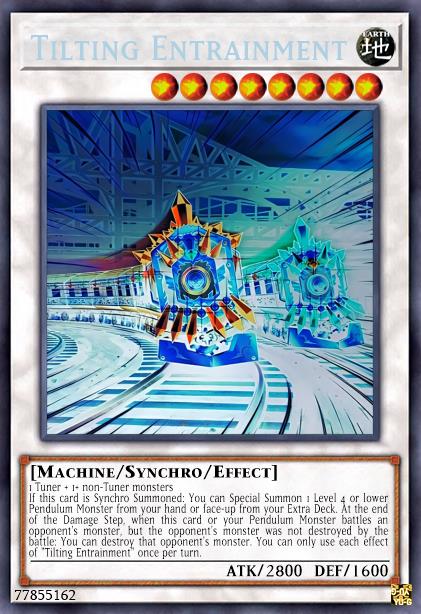 TILTING ENTRAINMENT
EARTH
地
[MACHINE/SYNCHRO/EFFECT]
1 Tuner + 1+ non-Tuner monsters
If this card is Synchro Summoned: You can Special Summon 1 Level 4 or lower
Pendulum Monster from your hand or face-up from your Extra Deck. At the end
of the Damage Step, when this card or your Pendulum Monster battles an
opponent's monster, but the opponent's monster was not destroyed by the
battle: You can destroy that opponent's monster. You can only use each effect
of "Tilting Entrainment" once per turn.
ATK/2800 DEF/1600
77855162